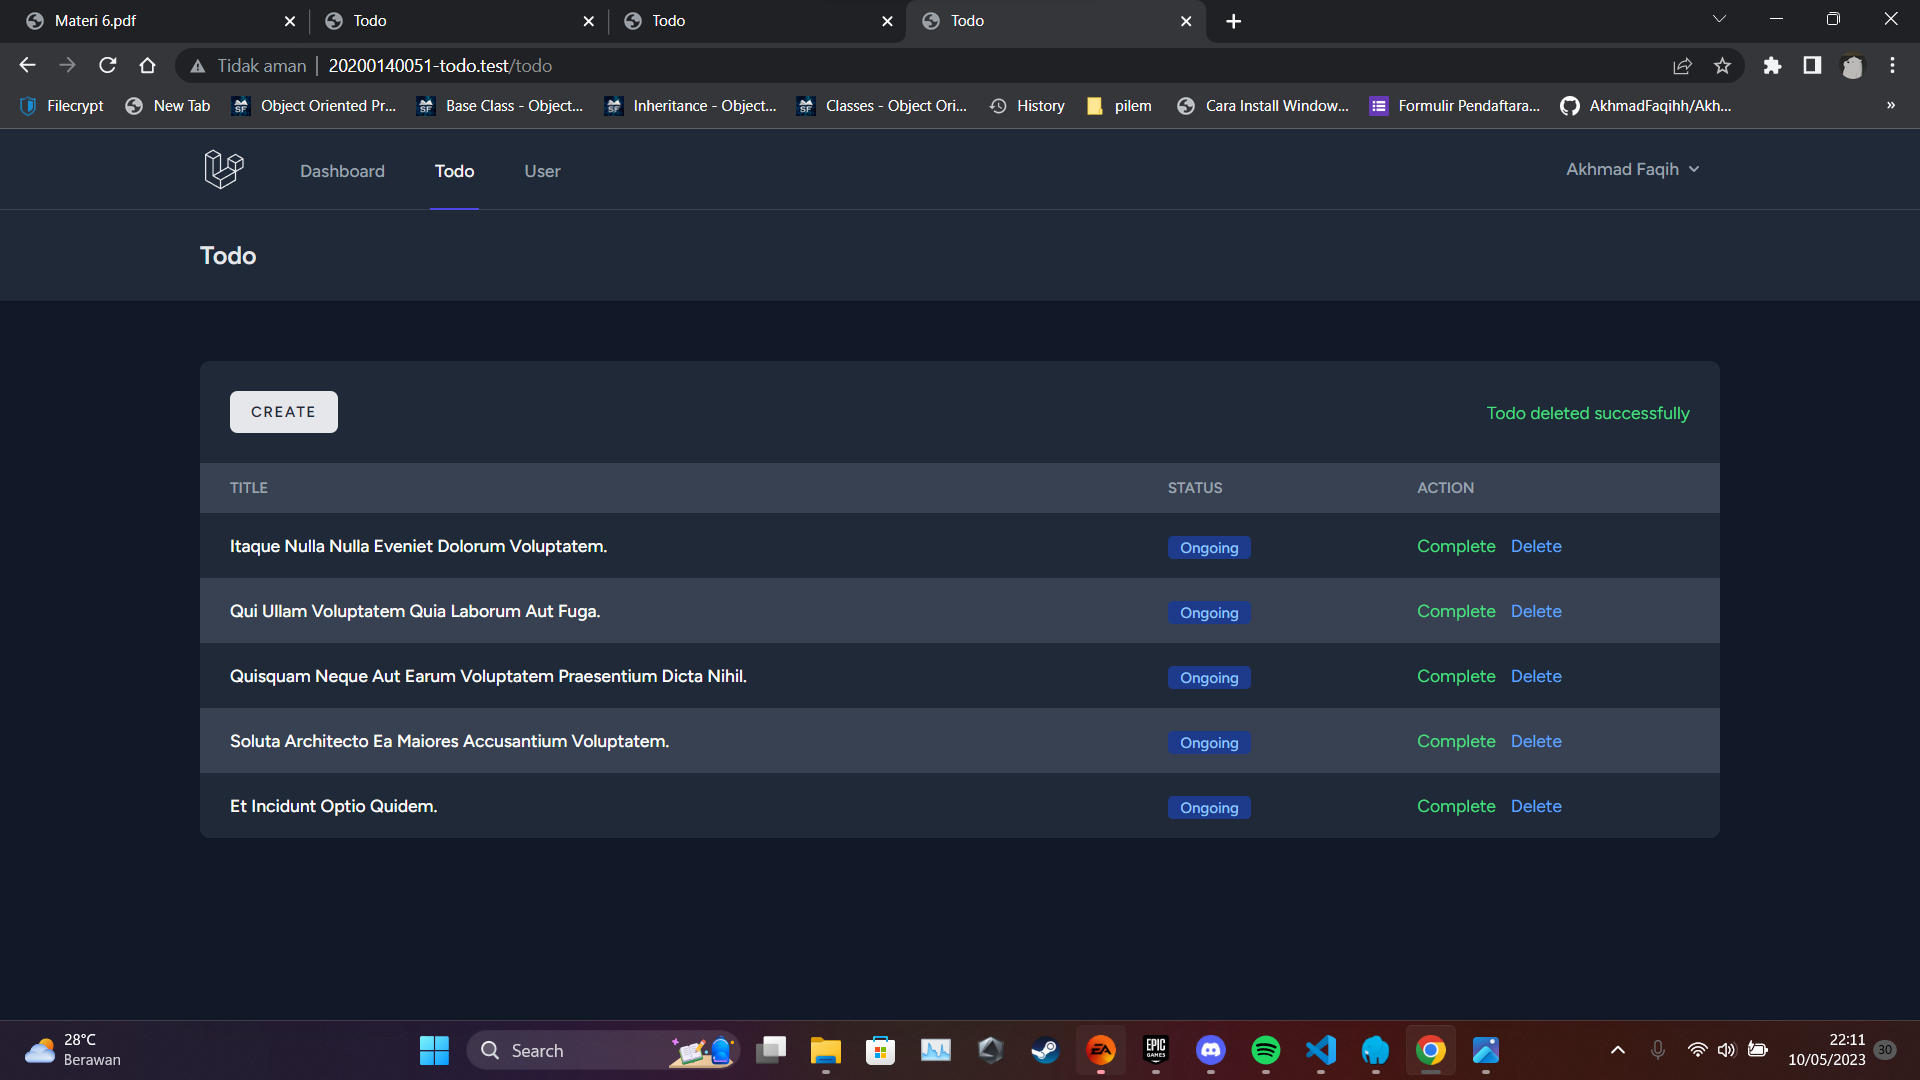 Materi 6.pdf
Todo
Todo
Todo
Tidak aman | 20200140051-todo.test/todo
Filecrypt New Tab Object Oriented Pr... Base Class - Object... Inheritance - Object... Classes - Object Ori... History pilem Cara Install Window... Formulir Pendaftara... AkhmadFaqihh/Akh... »
Dashboard Todo User Akhmad Faqih
Todo
CREATE Todo deleted successfully
TITLE STATUS ACTION
Itaque Nulla Nulla Eveniet Dolorum Voluptatem. Ongoing Complete Delete
Qui Ullam Voluptatem Quia Laborum Aut Fuga. Ongoing Complete Delete
Quisquam Neque Aut Earum Voluptatem Praesentium Dicta Nihil. Ongoing Complete Delete
Soluta Architecto Ea Maiores Accusantium Voluptatem. Ongoing Complete Delete
Et Incidunt Optio Quidem. Ongoing Complete Delete
28°C
Berawan
Search
EA
EPIC
GAMES
22:11
10/05/2023
30